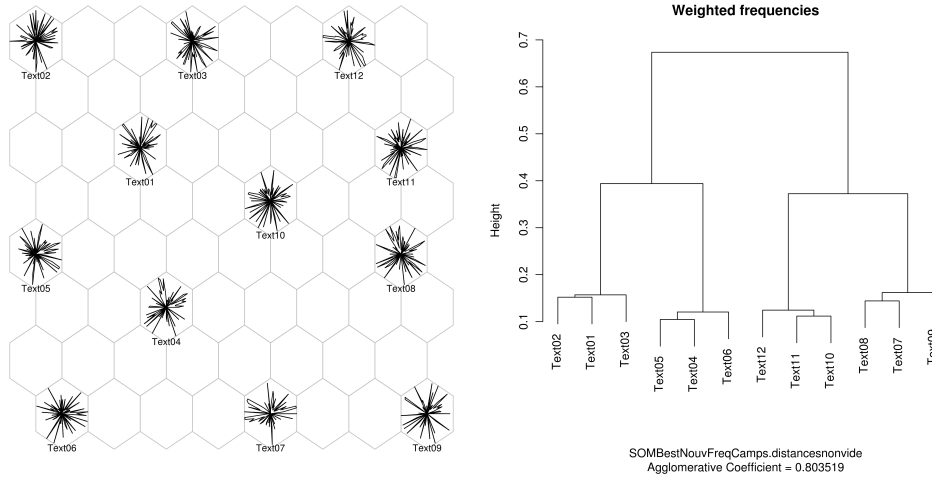 Text02
Text03
Text12
Text01
Text11
Text10
Text05
Text08
Text04
Text06
Text07
Text09
Weighted frequencies
Height
0.7
0.6
0.5
0.4
0.3
0.2
0.1
Text02
Text01
Text03
Text05
Text04
Text06
Text12
Text11
Text10
Text08
Text07
Text09
SOMBestNouvFreqCamps.distancesnonvide
Agglomerative Coefficient = 0.803519